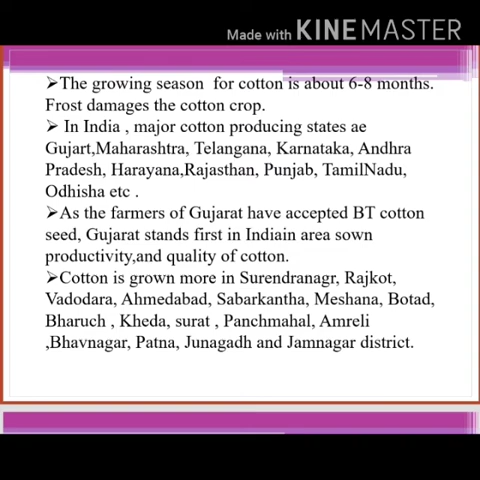 Made with KINEMASTER
➢The growing season for cotton is about 6-8 months.
Frost damages the cotton crop.
➢ In India , major cotton producing states ae
Gujart,Maharashtra, Telangana, Karnataka, Andhra
Pradesh, Harayana,Rajasthan, Punjab, TamilNadu,
Odhisha etc .
➢As the farmers of Gujarat have accepted BT cotton
seed, Gujarat stands first in Indiain area sown
productivity,and quality of cotton.
➢Cotton is grown more in Surendranagr, Rajkot,
Vadodara, Ahmedabad, Sabarkantha, Meshana, Botad,
Bharuch , Kheda, surat , Panchmahal, Amreli
,Bhavnagar, Patna, Junagadh and Jamnagar district.